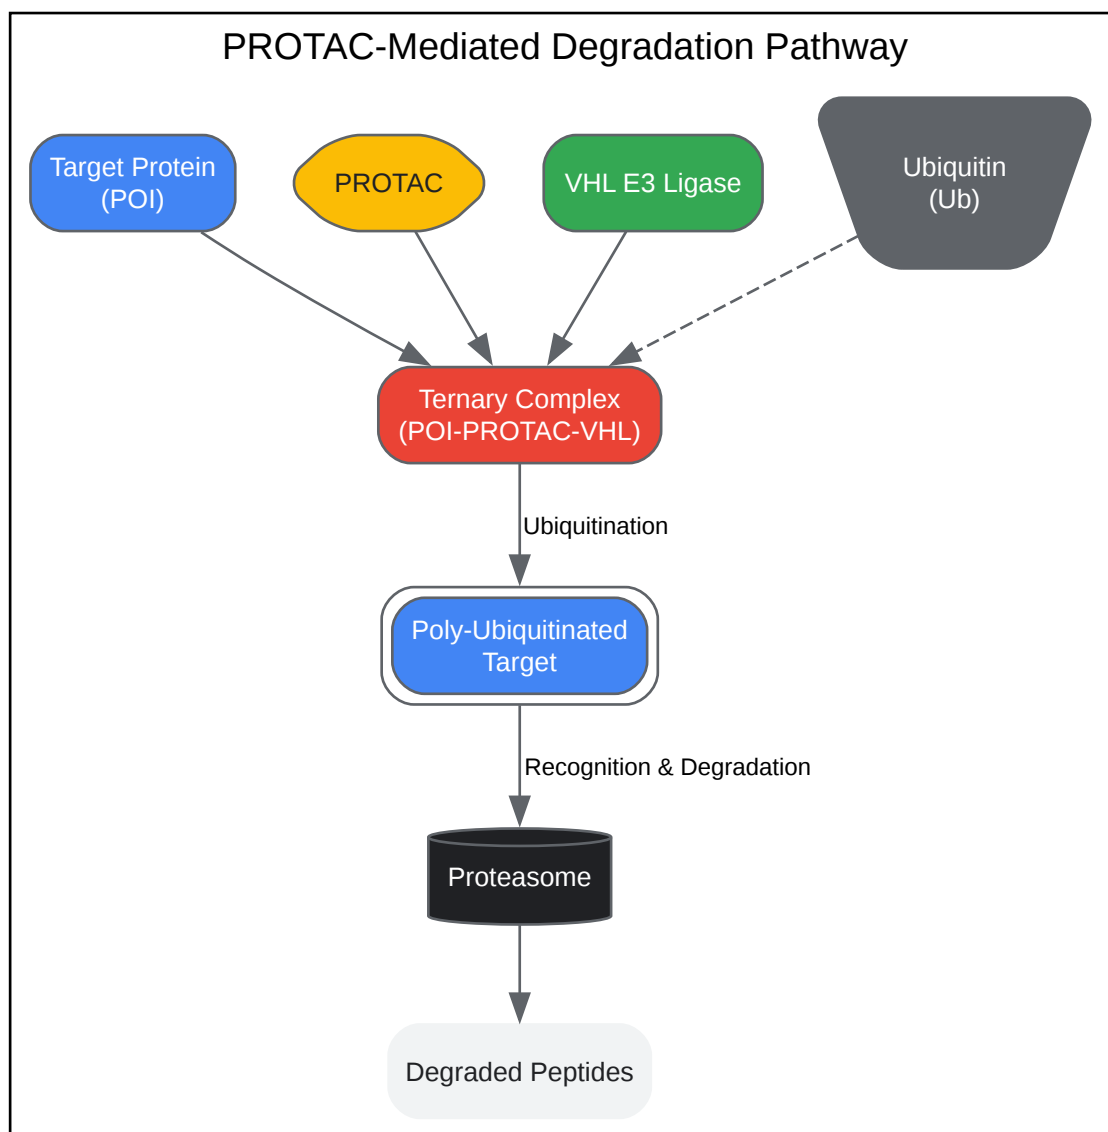 PROTAC-Mediated Degradation Pathway
Target Protein
(POI)
PROTAC
VHL E3 Ligase
Ubiquitin
(Ub)
Ternary Complex
(POI-PROTAC-VHL)
Ubiquitination
Poly-Ubiquitinated
Target
Recognition & Degradation
Proteasome
Degraded Peptides